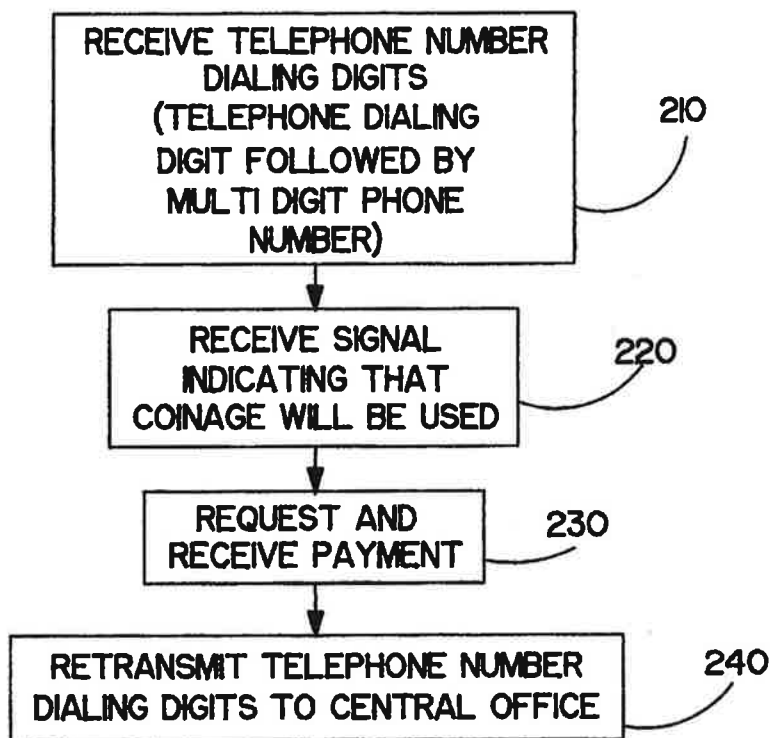 RECEIVE TELEPHONE NUMBER
DIALING DIGITS
(TELEPHONE DIALING
DIGIT FOLLOWED BY
MULTI DIGIT PHONE
NUMBER)
210
RECEIVE SIGNAL
INDICATING THAT
COINAGE WILL BE USED
220
REQUEST AND
RECEIVE PAYMENT
230
RETRANSMIT TELEPHONE NUMBER
DIALING DIGITS TO CENTRAL OFFICE
240